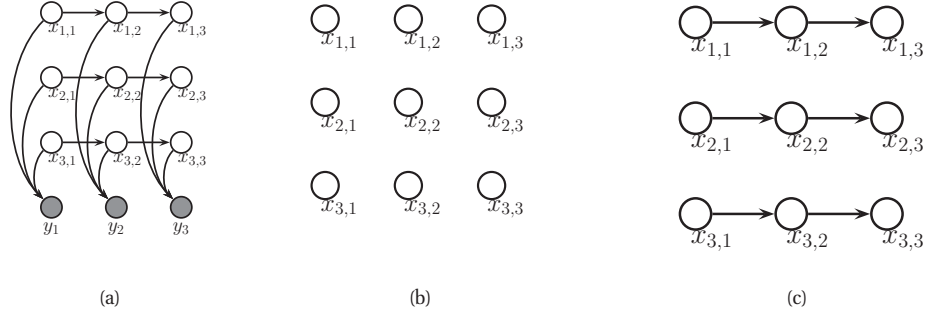 x1,1 x1,2 x1,3
x2,1 x2,2 x2,3
x3,1 x3,2 x3,3
y1 y2 y3
(a)
x1,1 x1,2 x1,3
x2,1 x2,2 x2,3
x3,1 x3,2 x3,3
(b)
x1,1 x1,2 x1,3
x2,1 x2,2 x2,3
x3,1 x3,2 x3,3
(c)